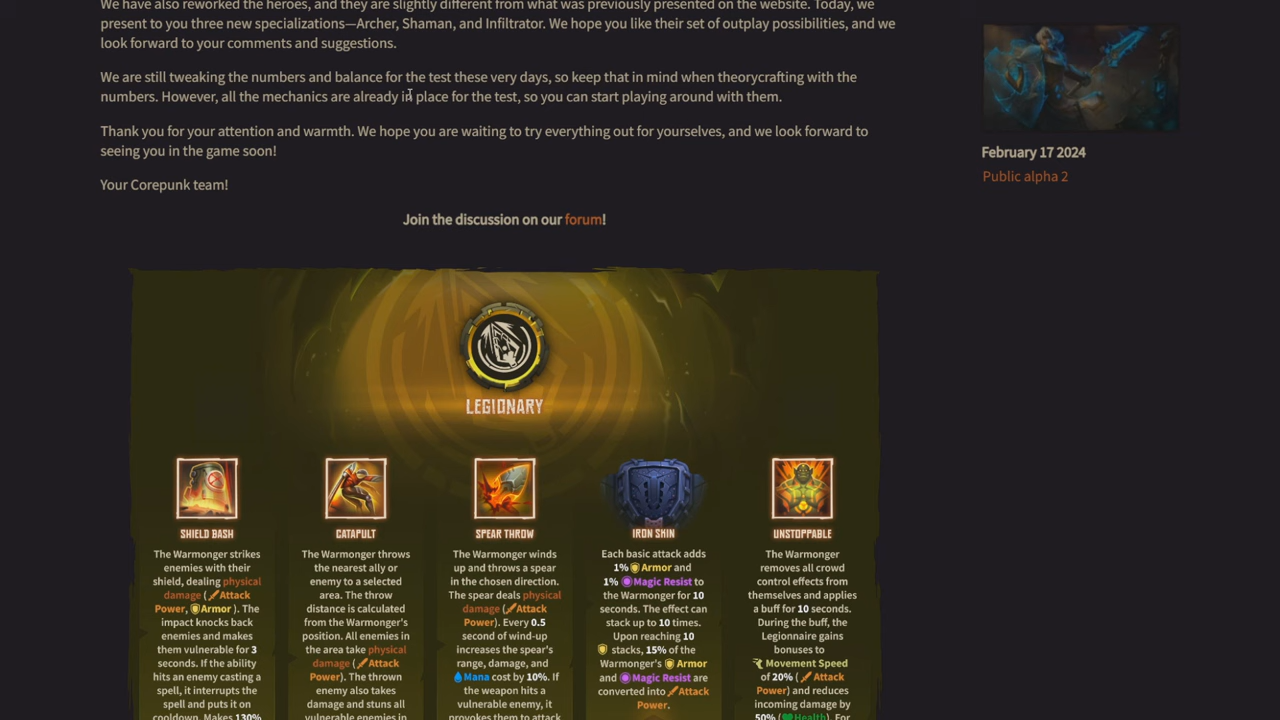 We have also reworked the heroes, and they are slightly different from what was previously presented on the website. Today, we
present to you three new specializations—Archer, Shaman, and Infiltrator. We hope you like their set of outplay possibilities, and we
look forward to your comments and suggestions.
We are still tweaking the numbers and balance for the test these very days, so keep that in mind when theorycrafting with the
numbers. However, all the mechanics are already in place for the test, so you can start playing around with them.
Thank you for your attention and warmth. We hope you are waiting to try everything out for yourselves, and we look forward to
seeing you in the game soon!
Your Corepunk team!
Join the discussion on our forum!
February 17 2024
Public alpha 2
LEGIONARY
SHIELD BASH
The Warmonger strikes
enemies with their
shield, dealing physical
damage (Attack
Power, Armor ). The
impact knocks back
enemies and makes
them vulnerable for 3
seconds. If the ability
hits an enemy casting a
spell, it interrupts the
spell and puts it on
cooldown. Makes 130%
CATAPULT
The Warmonger throws
the nearest ally or
enemy to a selected
area. The throw
distance is calculated
from the Warmonger's
position. All enemies in
the area take physical
damage (Attack
Power). The thrown
enemy also takes
damage and stuns all
vulnerable enemies in
SPEAR THROW
The Warmonger winds
up and throws a spear
in the chosen direction.
The spear deals physical
damage (Attack
Power). Every 0.5
second of wind-up
increases the spear's
range, damage, and
Mana cost by 10%. If
the weapon hits a
vulnerable enemy, it
provokes them to attack
IRON SKIN
Each basic attack adds
1% Armor and
1% Magic Resist to
the Warmonger for 10
seconds. The effect can
stack up to 10 times.
Upon reaching 10
stacks, 15% of the
Warmonger's Armor
and Magic Resist are
converted into Attack
Power.
UNSTOPPABLE
The Warmonger
removes all crowd
control effects from
themselves and applies
a buff for 10 seconds.
During the buff, the
Legionnaire gains
bonuses to
Movement Speed
of 20% ( Attack
Power) and reduces
incoming damage by
50% (Health). For